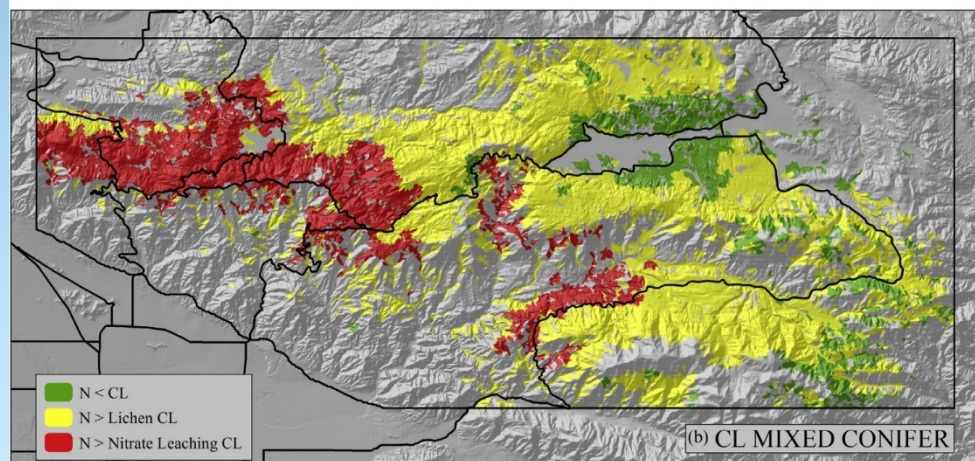 N < CL
N > Lichen CL
N > Nitrate Leaching CL
(b) CL MIXED CONIFER